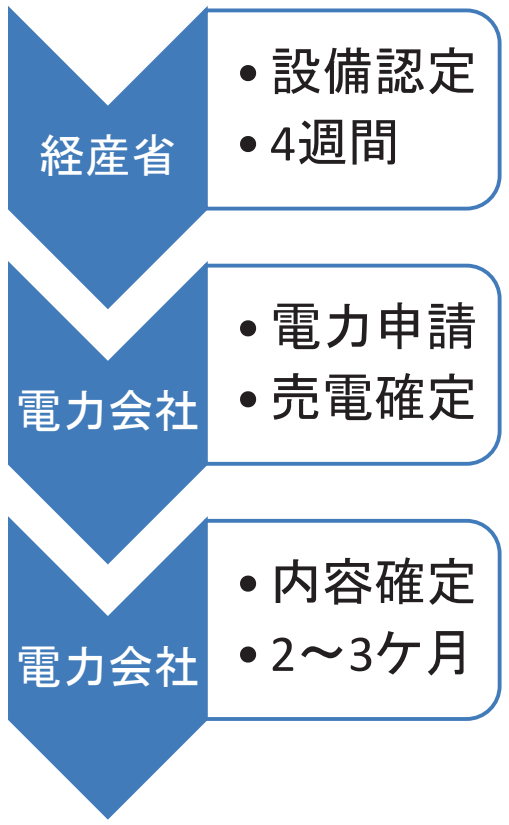 経産省
• 設備認定
• 4週間
電力会社
• 電力申請
• 売電確定
電力会社
• 内容確定
• 2〜3ケ月